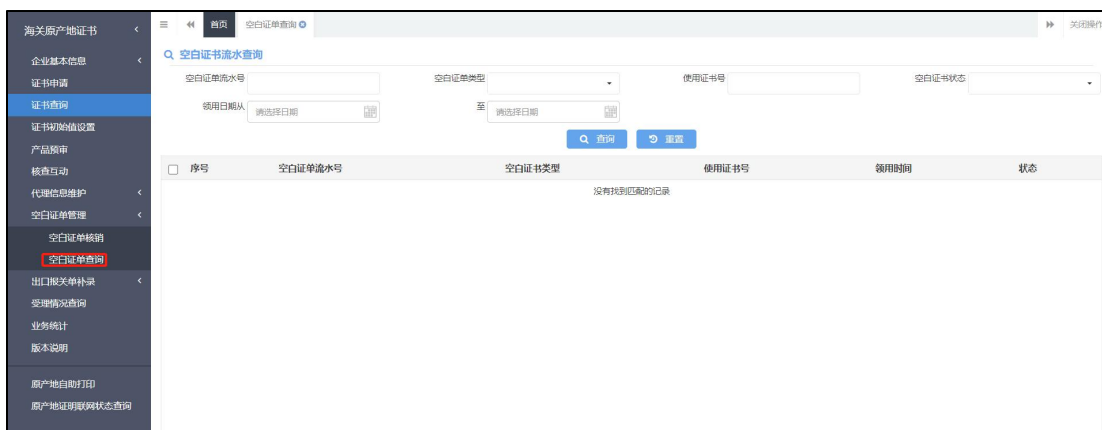 海关原产地证书
首页
空白证单查询
关闭操作
企业基本信息
证书申请
证书查询
证书初始值设置
产品预审
核查互动
代理信息维护
空白证单管理
空白证单核销
空白证单查询
出口报关单补录
受理情况查询
业务统计
版本说明
原产地自助打印
原产地证明联网状态查询
空白证书流水查询
空白证单流水号
空白证单类型
使用证书号
空白证书状态
领用日期从 请选择日期
至 请选择日期
查询
重置
序号 空白证单流水号 空白证书类型 使用证书号 领用时间 状态
没有找到匹配的记录